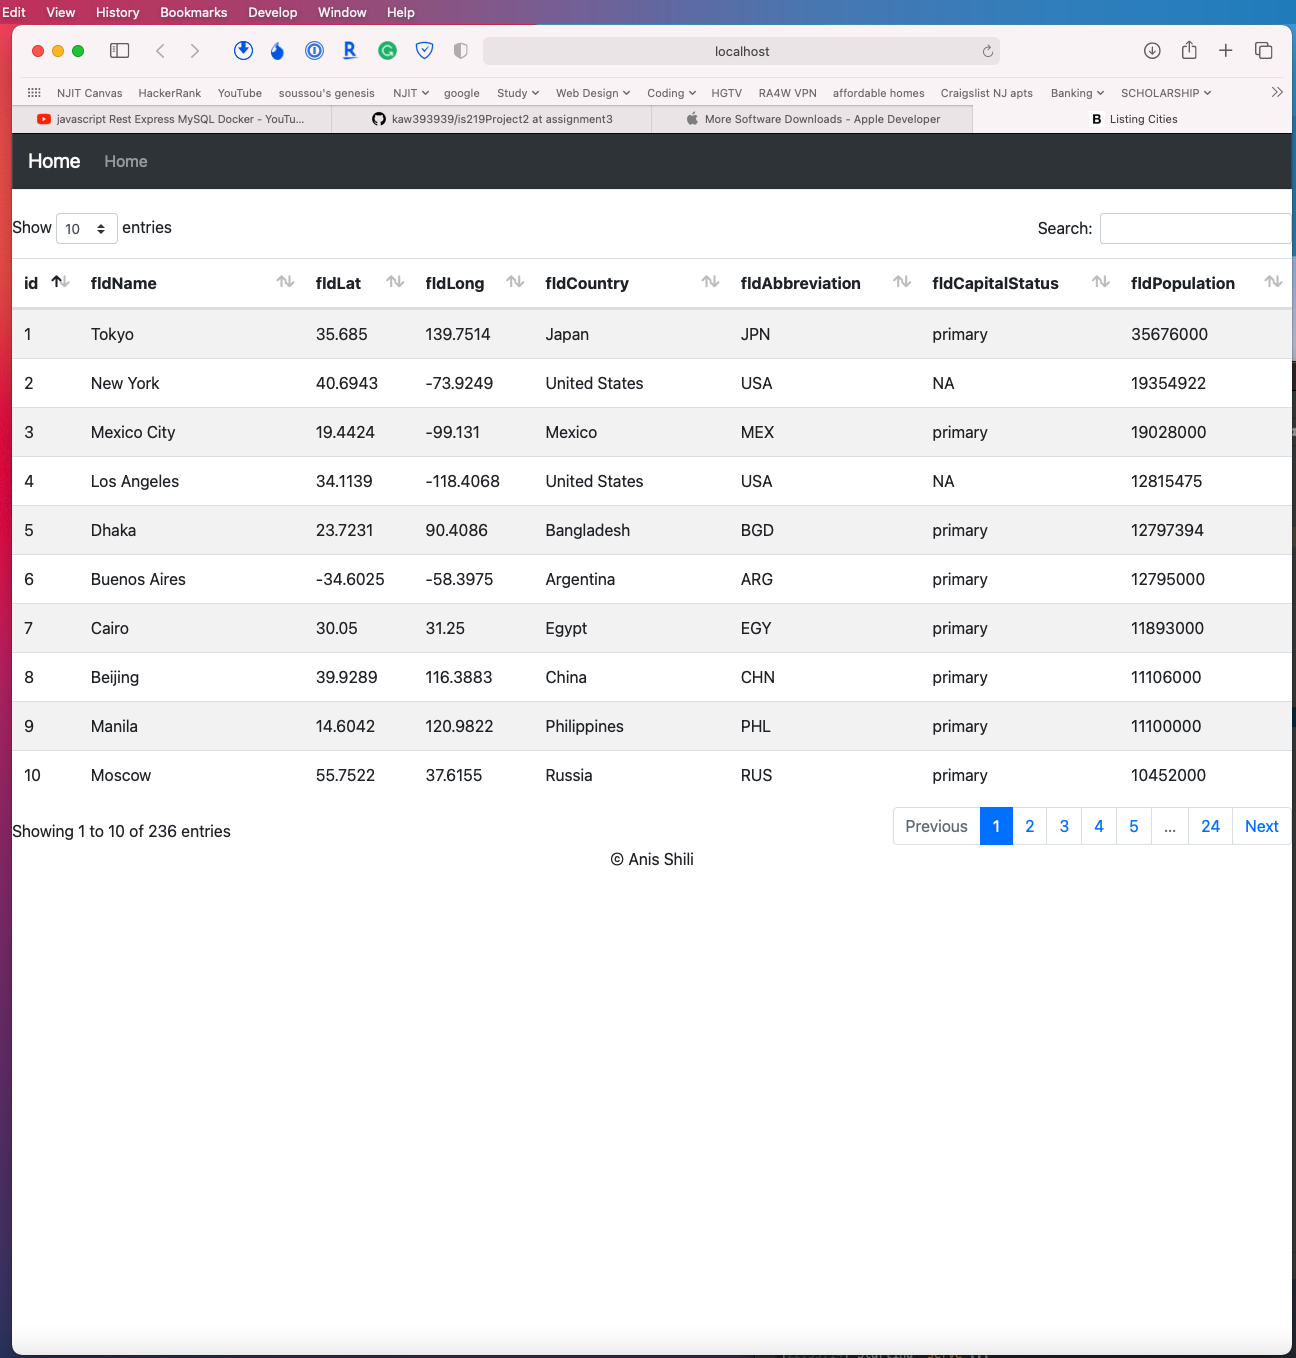 Edit View History Bookmarks Develop Window Help
localhost
NJIT Canvas HackerRank YouTube soussou's genesis NJIT google Study Web Design Coding HGTV RA4W VPN affordable homes Craigslist NJ apts Banking SCHOLARSHIP
javascript Rest Express MySQL Docker - YouTu... kaw393939/is219Project2 at assignment3 More Software Downloads - Apple Developer B Listing Cities
Home Home
Show 10 entries Search:
id fldName fldLat fldLong fldCountry fldAbbreviation fldCapitalStatus fldPopulation
1 Tokyo 35.685 139.7514 Japan JPN primary 35676000
2 New York 40.6943 -73.9249 United States USA NA 19354922
3 Mexico City 19.4424 -99.131 Mexico MEX primary 19028000
4 Los Angeles 34.1139 -118.4068 United States USA NA 12815475
5 Dhaka 23.7231 90.4086 Bangladesh BGD primary 12797394
6 Buenos Aires -34.6025 -58.3975 Argentina ARG primary 12795000
7 Cairo 30.05 31.25 Egypt EGY primary 11893000
8 Beijing 39.9289 116.3883 China CHN primary 11106000
9 Manila 14.6042 120.9822 Philippines PHL primary 11100000
10 Moscow 55.7522 37.6155 Russia RUS primary 10452000
Showing 1 to 10 of 236 entries Previous 1 2 3 4 5 ... 24 Next
© Anis Shili